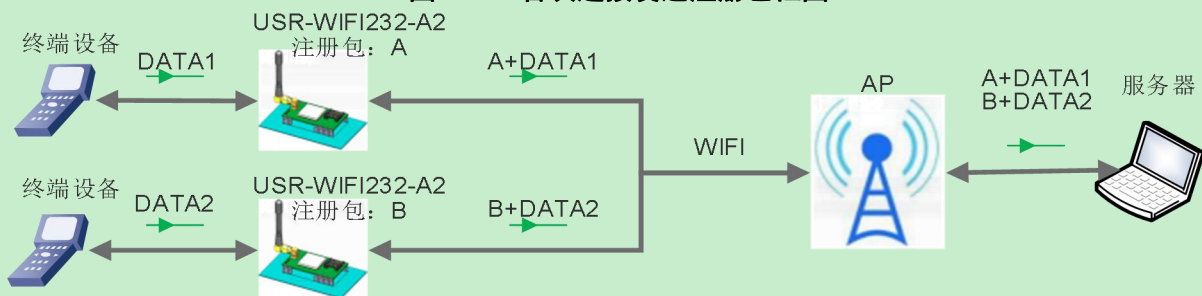 终端设备
DATA1
USR-WIFI232-A2
注册包：A
A+DATA1
AP
A+DATA1
B+DATA2
服务器
WIFI
终端设备
DATA2
USR-WIFI232-A2
注册包：B
B+DATA2